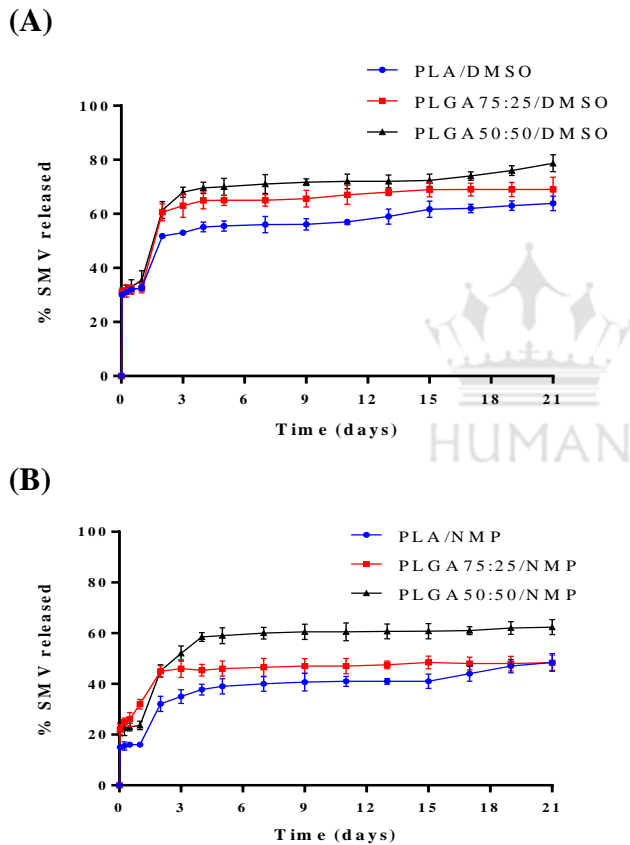 (A)
PLA/DMSO
PLGA75:25/DMSO
PLGA50:50/DMSO
% SMV released
100
80
60
40
20
0
0 3 6 9 12 15 18 21
Time (days)
HUMAN
(B)
PLA/NMP
PLGA75:25/NMP
PLGA50:50/NMP
% SMV released
100
80
60
40
20
0
0 3 6 9 12 15 18 21
Time (days)